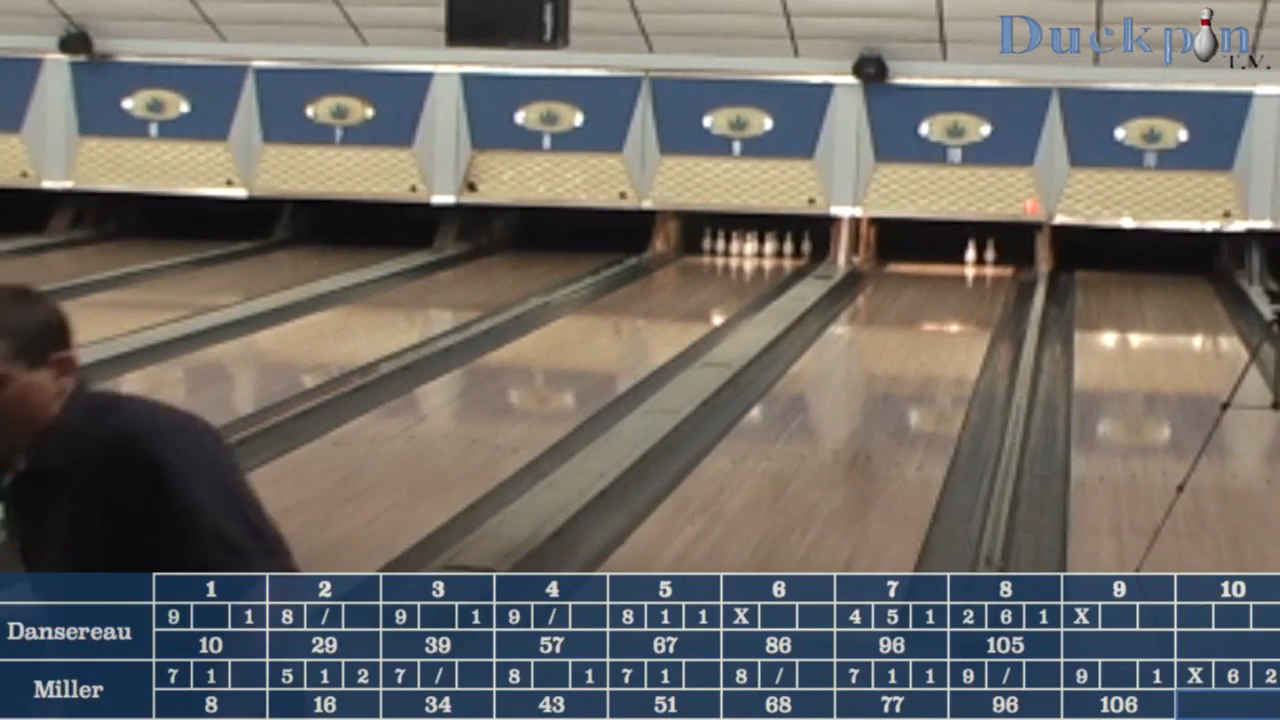 Duckpin
T.V.
1 2 3 4 5 6 7 8 9 10
Dansereau 9 1 8 / 9 1 9 / 8 1 1 X 4 5 1 2 6 1 X
10 29 39 57 67 86 96 105
Miller 7 1 5 1 2 7 / 8 1 7 1 8 / 7 1 1 9 / 9 1 X 6 2
8 16 34 43 51 68 77 96 106